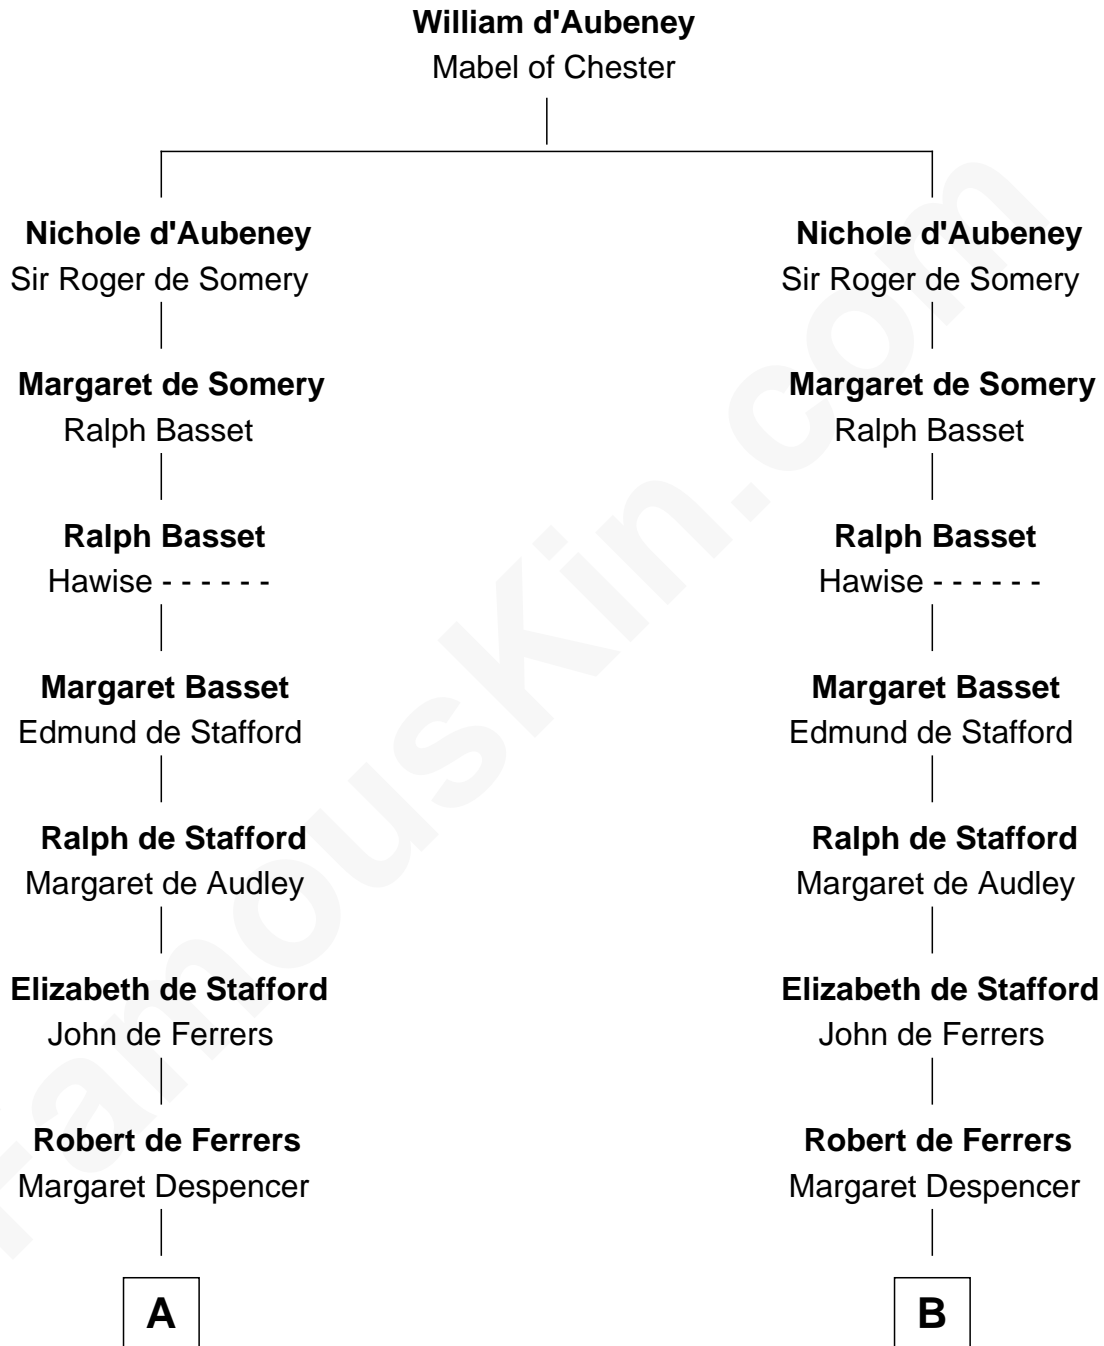 William d'Aubeney
Mabel of Chester
Nichole d'Aubeney
Sir Roger de Somery
Margaret de Somery
Ralph Basset
Ralph Basset
Hawise - - - - - -
Margaret Basset
Edmund de Stafford
Ralph de Stafford
Margaret de Audley
Elizabeth de Stafford
John de Ferrers
Robert de Ferrers
Margaret Despencer
A
Nichole d'Aubeney
Sir Roger de Somery
Margaret de Somery
Ralph Basset
Ralph Basset
Hawise - - - - - -
Margaret Basset
Edmund de Stafford
Ralph de Stafford
Margaret de Audley
Elizabeth de Stafford
John de Ferrers
Robert de Ferrers
Margaret Despencer
B
FamousKin.com